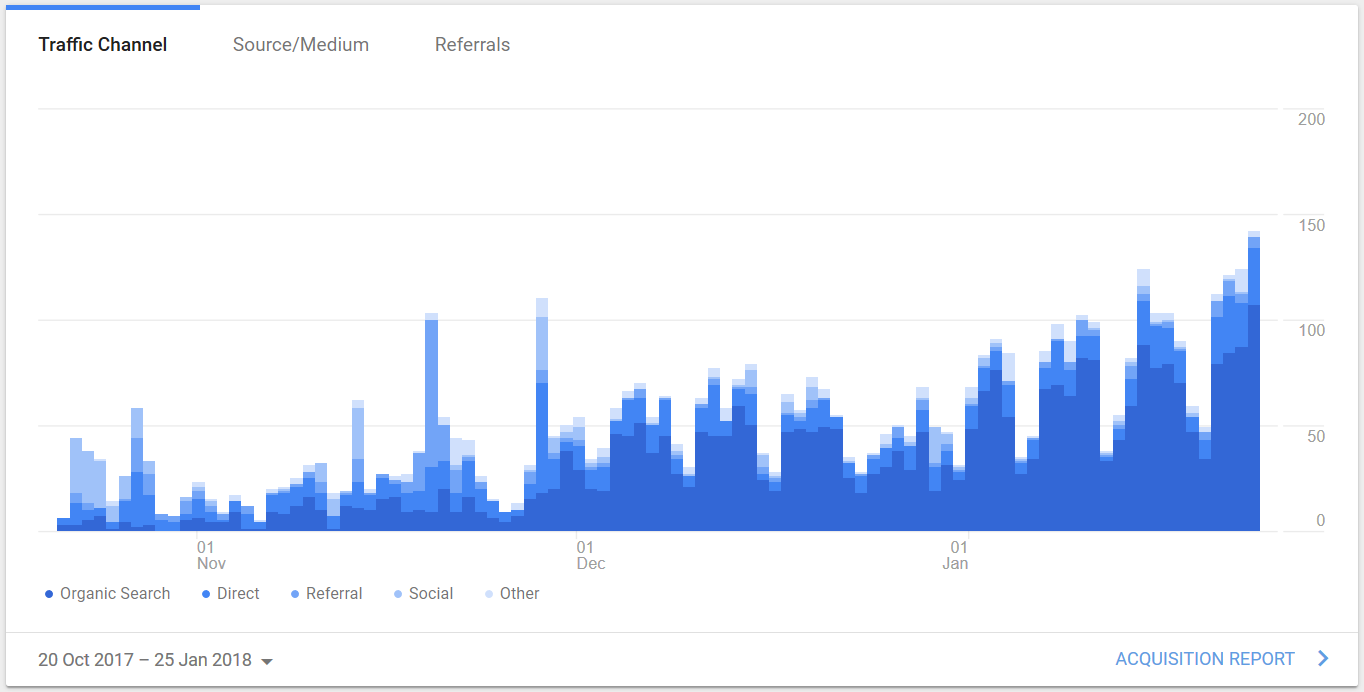 Traffic Channel Source/Medium Referrals
200
150
100
50
0
01 01 01
Nov Dec Jan
Organic Search Direct Referral Social Other
20 Oct 2017 – 25 Jan 2018 ACQUISITION REPORT